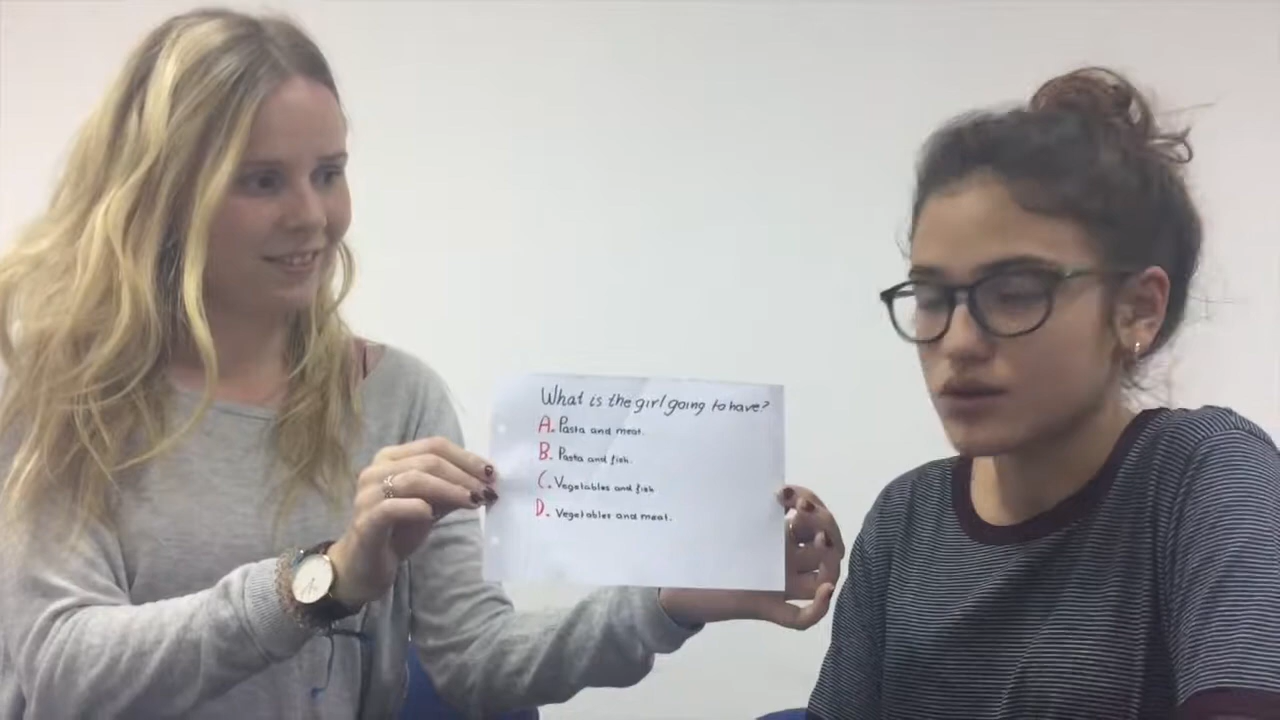 What is the girl going to have?
A. Pasta and meat.
B. Pasta and fish.
C. Vegetables and fish
D. Vegetables and meat.